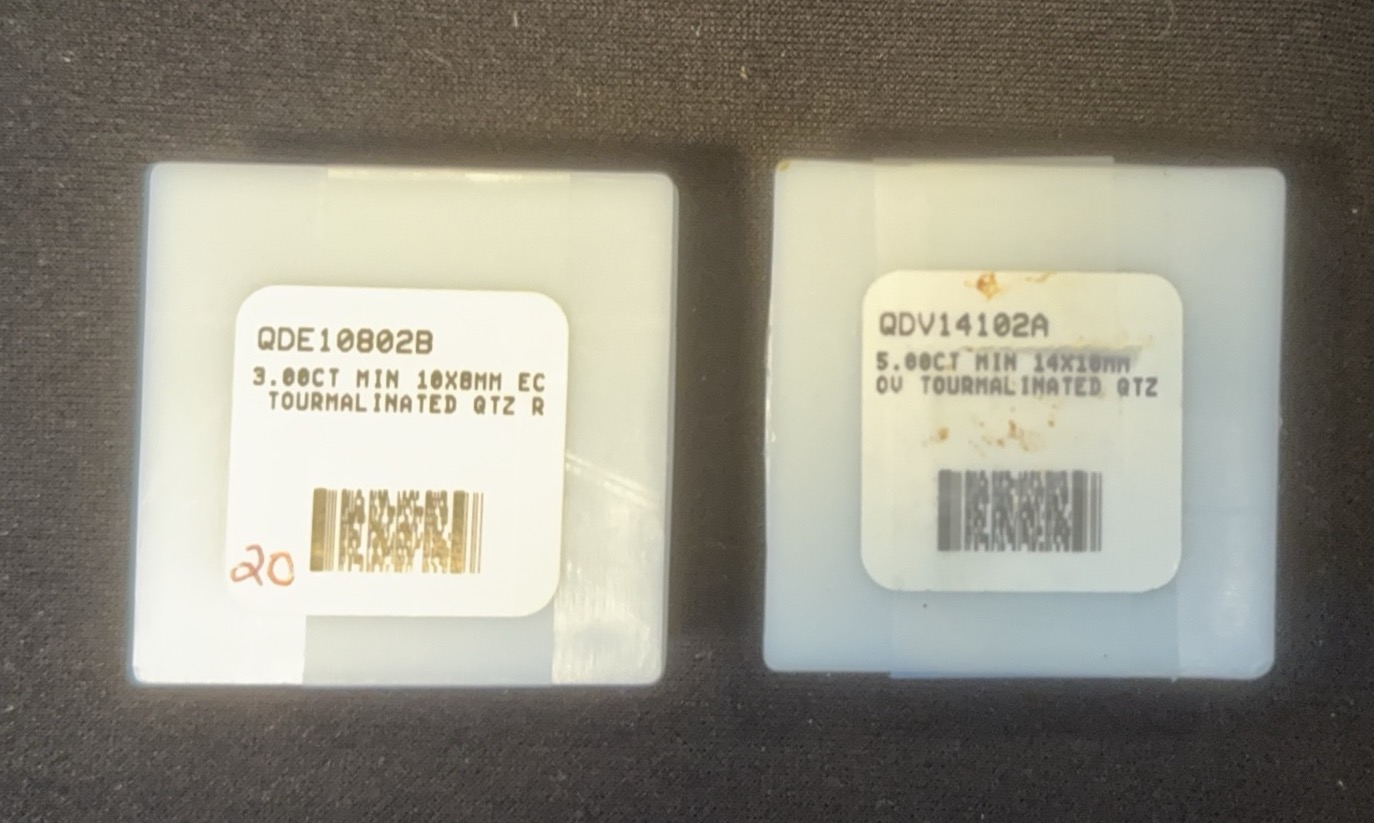 QDE10802B
3.00CT MIN 10X8MM EC
TOURMALINATED QTZ R
20
QDV14102A
5.00CT MIN 14X10MM
OV TOURMALINATED QTZ